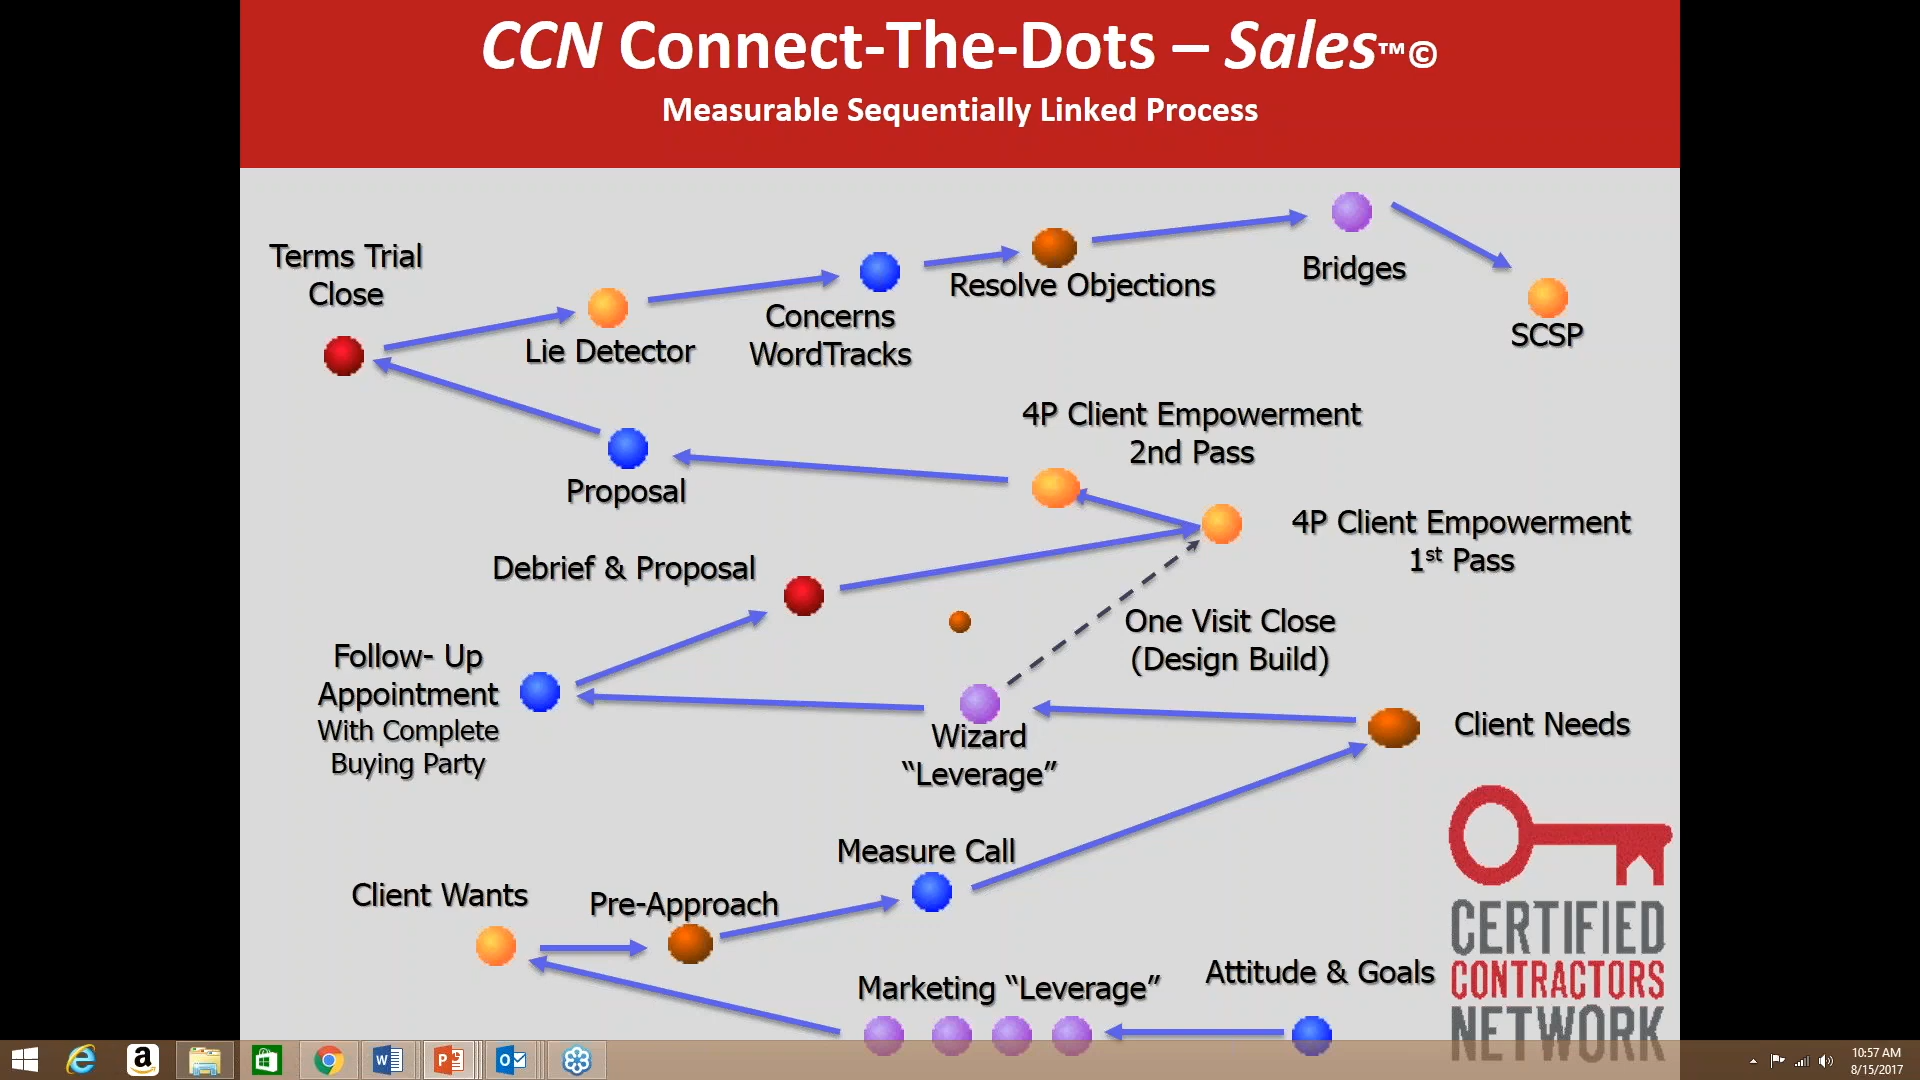 CCN Connect-The-Dots – Sales™©
Measurable Sequentially Linked Process
Terms Trial
Close
Lie Detector
Concerns
WordTracks
Resolve Objections
Bridges
SCSP
4P Client Empowerment
2nd Pass
Proposal
4P Client Empowerment
1st Pass
Debrief & Proposal
One Visit Close
(Design Build)
Follow- Up
Appointment
With Complete
Buying Party
Wizard
“Leverage”
Client Needs
Measure Call
Client Wants
Pre-Approach
Marketing “Leverage”
Attitude & Goals
CERTIFIED
CONTRACTORS
NETWORK
10:57 AM
8/15/2017